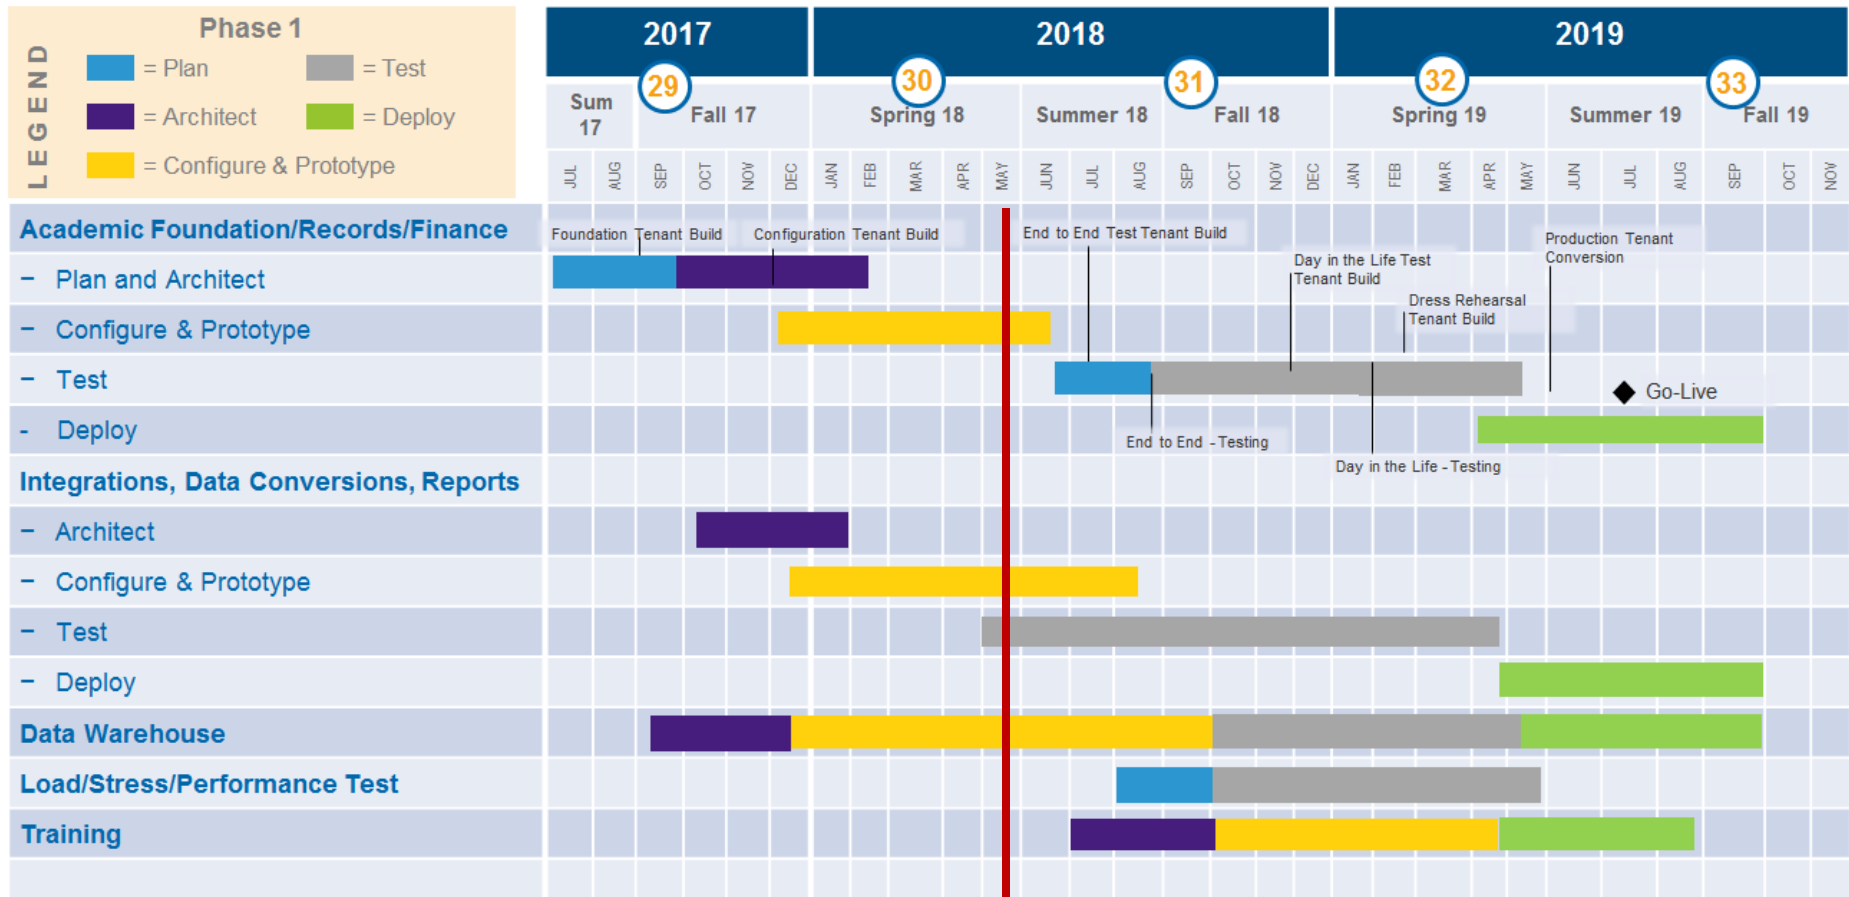 LEGEND
Phase 1
= Plan
= Test
= Architect
= Deploy
= Configure & Prototype
2017
2018
2019
29
30
31
32
33
Sum
17
Fall 17
Spring 18
Summer 18
Fall 18
Spring 19
Summer 19
Fall 19
JUL AUG SEP OCT NOV DEC JAN FEB MAR APR MAY JUN JUL AUG SEP OCT NOV DEC JAN FEB MAR APR MAY JUN JUL AUG SEP OCT NOV
Academic Foundation/Records/Finance
Foundation Tenant Build
Configuration Tenant Build
End to End Test Tenant Build
Production Tenant
Conversion
Day in the Life Test
Tenant Build
– Plan and Architect
Dress Rehearsal
Tenant Build
– Configure & Prototype
– Test
Go-Live
- Deploy
End to End - Testing
Day in the Life - Testing
Integrations, Data Conversions, Reports
– Architect
– Configure & Prototype
– Test
– Deploy
Data Warehouse
Load/Stress/Performance Test
Training